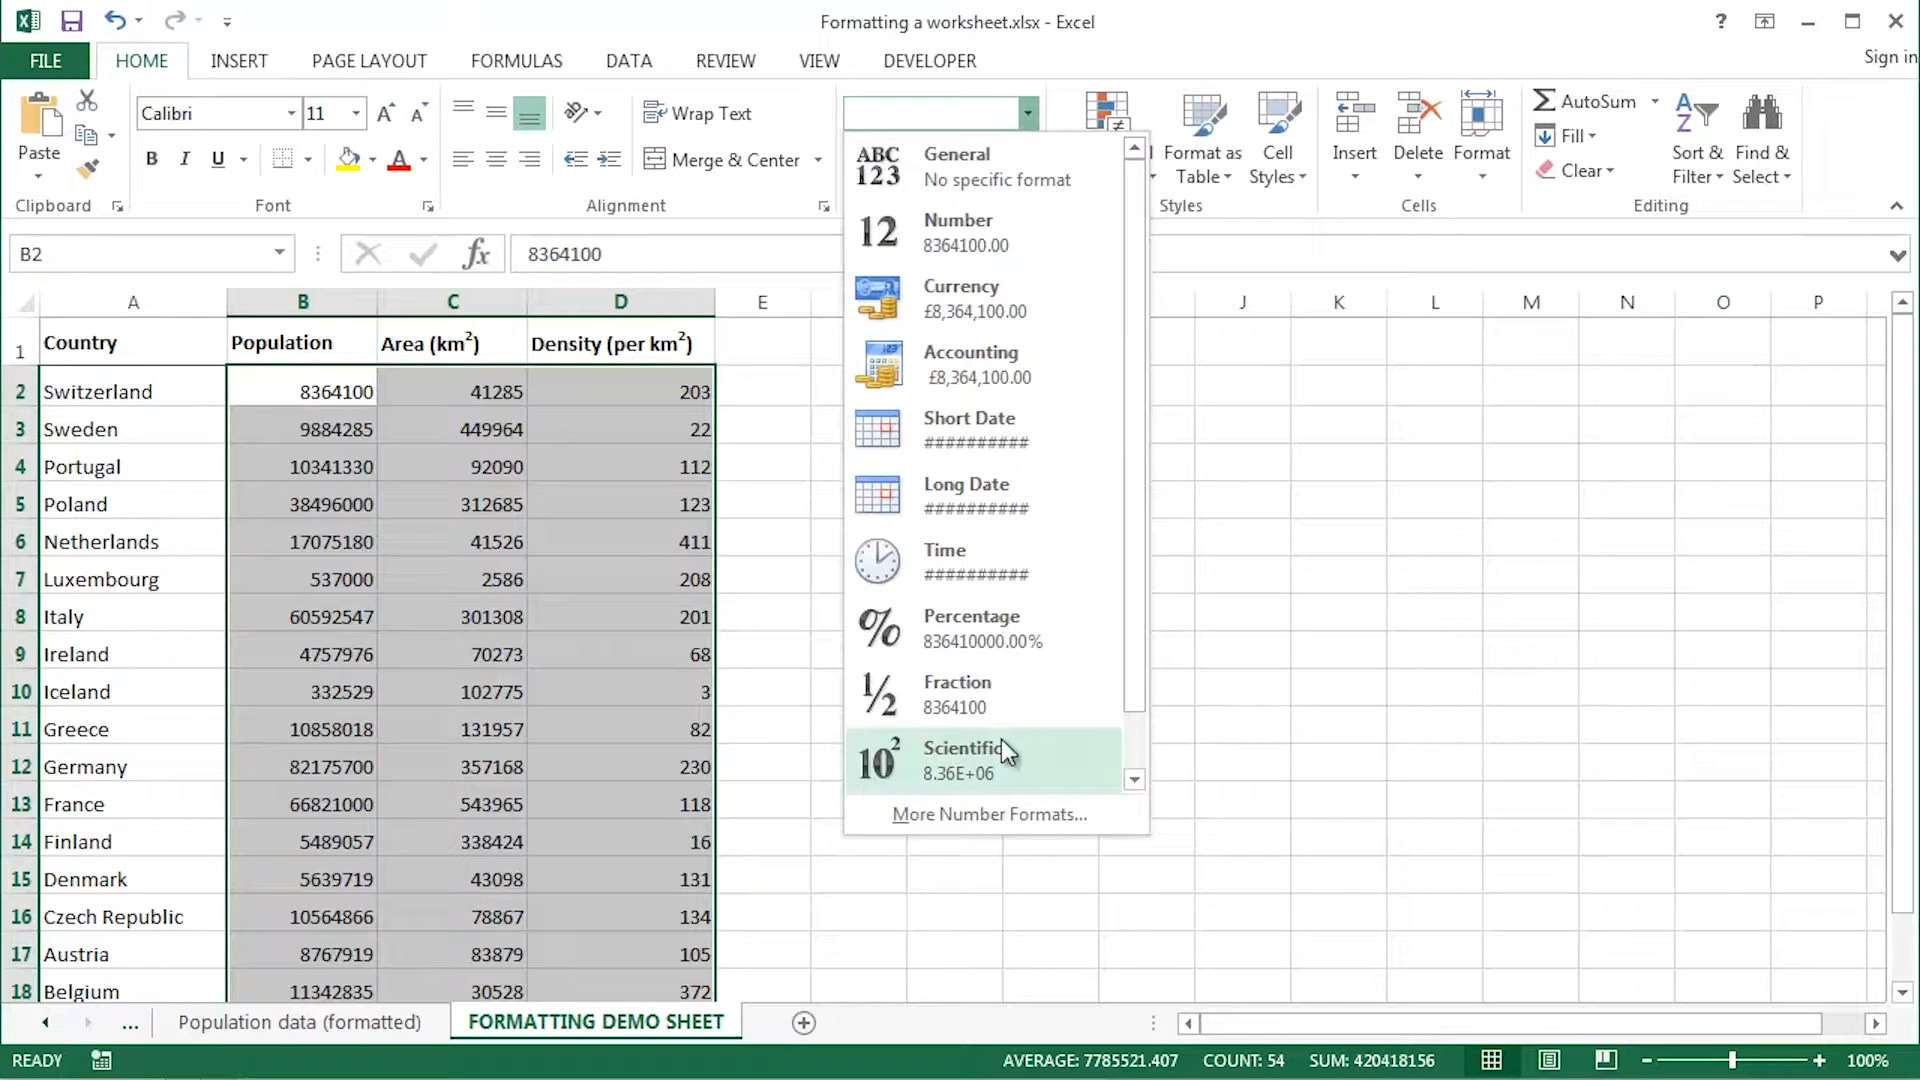 Formatting a worksheet.xlsx - Excel
?
FILE HOME INSERT PAGE LAYOUT FORMULAS DATA REVIEW VIEW DEVELOPER Sign in
Paste
Clipboard
Calibri 11 A A
B I U A
Font
Wrap Text
Merge & Center
Alignment
Format as Table
Cell Styles
Styles
Insert Delete Format
Cells
AutoSum
Fill
Clear
Sort & Filter
Find & Select
Editing
B2 fx 8364100
ABC 123 General
No specific format
12 Number
8364100.00
Currency
£8,364,100.00
Accounting
£8,364,100.00
Short Date
##########
Long Date
##########
Time
##########
% Percentage
836410000.00%
½ Fraction
8364100
10² Scientific
8.36E+06
More Number Formats...
A B C D E J K L M N O P
1 Country Population Area (km²) Density (per km²)
2 Switzerland 8364100 41285 203
3 Sweden 9884285 449964 22
4 Portugal 10341330 92090 112
5 Poland 38496000 312685 123
6 Netherlands 17075180 41526 411
7 Luxembourg 537000 2586 208
8 Italy 60592547 301308 201
9 Ireland 4757976 70273 68
10 Iceland 332529 102775 3
11 Greece 10858018 131957 82
12 Germany 82175700 357168 230
13 France 66821000 543965 118
14 Finland 5489057 338424 16
15 Denmark 5639719 43098 131
16 Czech Republic 10564866 78867 134
17 Austria 8767919 83879 105
18 Belgium 11342835 30528 372
... Population data (formatted) FORMATTING DEMO SHEET
READY AVERAGE: 7785521.407 COUNT: 54 SUM: 420418156 100%